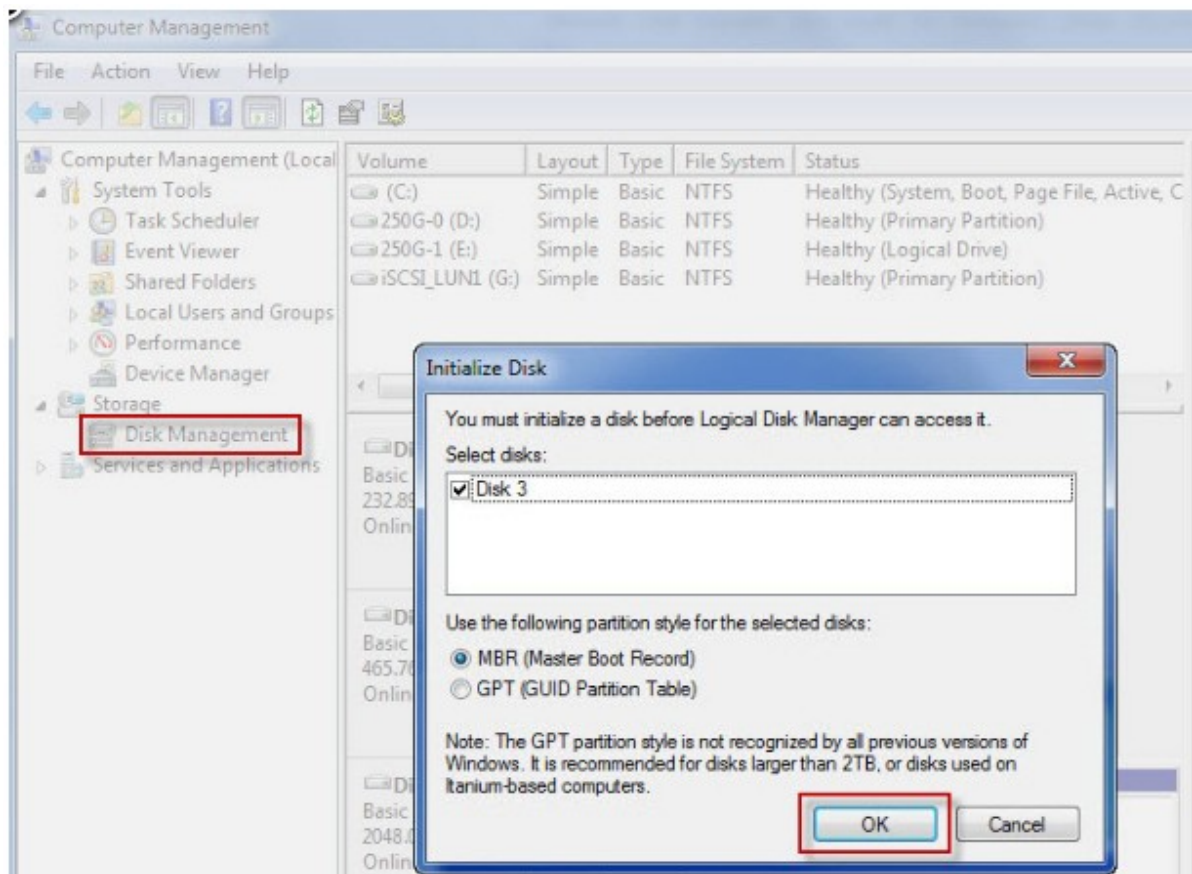 Computer Management
File Action View Help
Computer Management (Local
System Tools
Task Scheduler
Event Viewer
Shared Folders
Local Users and Groups
Performance
Device Manager
Storage
Disk Management
Services and Applications
Volume Layout Type File System Status
(C:) Simple Basic NTFS Healthy (System, Boot, Page File, Active, C
250G-0 (D:) Simple Basic NTFS Healthy (Primary Partition)
250G-1 (E:) Simple Basic NTFS Healthy (Logical Drive)
iSCSI_LUN1 (G:) Simple Basic NTFS Healthy (Primary Partition)
Di
Basic
232.89
Onlin
Di
Basic
465.76
Onlin
Di
Basic
2048.0
Onlin
Initialize Disk
You must initialize a disk before Logical Disk Manager can access it.
Select disks:
Disk 3
Use the following partition style for the selected disks:
MBR (Master Boot Record)
GPT (GUID Partition Table)
Note: The GPT partition style is not recognized by all previous versions of
Windows. It is recommended for disks larger than 2TB, or disks used on
Itanium-based computers.
OK Cancel